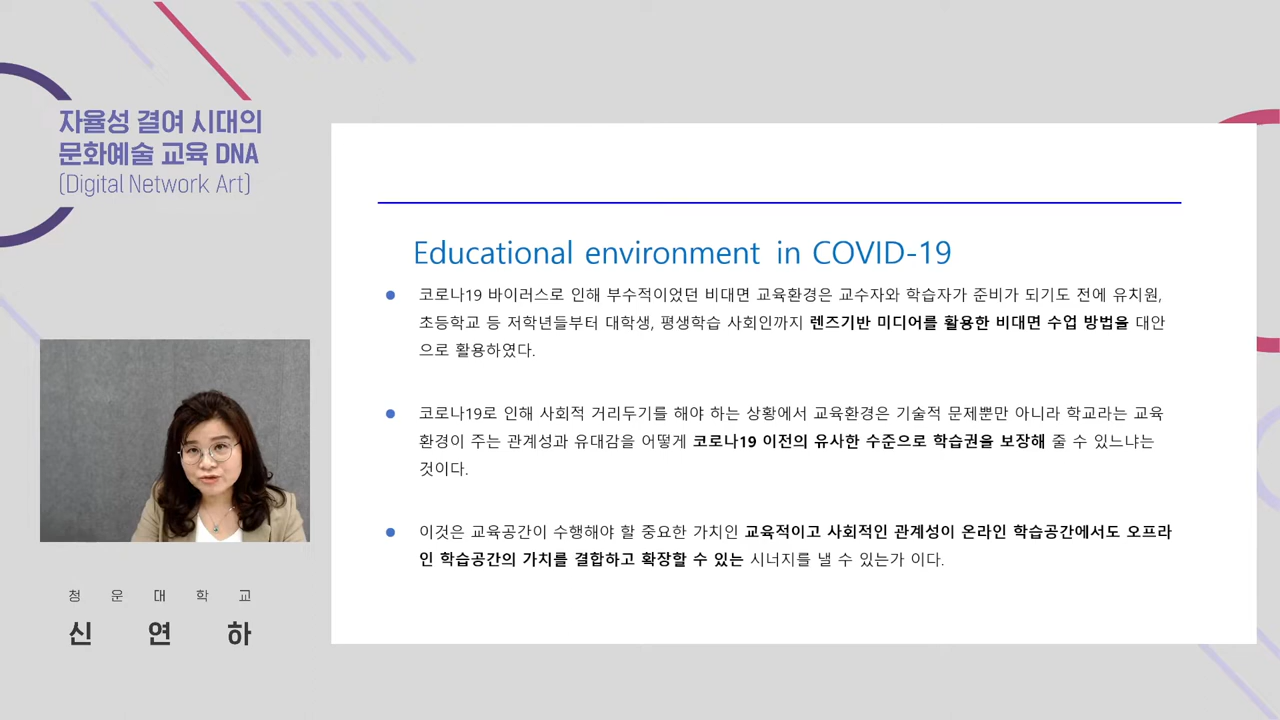 자율성 결여 시대의
문화예술 교육 DNA
(Digital Network Art)
Educational environment in COVID-19
코로나19 바이러스로 인해 부수적이었던 비대면 교육환경은 교수자와 학습자가 준비가 되기도 전에 유치원,
초등학교 등 저학년들부터 대학생, 평생학습 사회인까지 렌즈기반 미디어를 활용한 비대면 수업 방법을 대안
으로 활용하였다.
코로나19로 인해 사회적 거리두기를 해야 하는 상황에서 교육환경은 기술적 문제뿐만 아니라 학교라는 교육
환경이 주는 관계성과 유대감을 어떻게 코로나19 이전의 유사한 수준으로 학습권을 보장해 줄 수 있느냐는
것이다.
이것은 교육공간이 수행해야 할 중요한 가치인 교육적이고 사회적인 관계성이 온라인 학습공간에서도 오프라
인 학습공간의 가치를 결합하고 확장할 수 있는 시너지를 낼 수 있는가 이다.
청 운 대 학 교
신 연 하